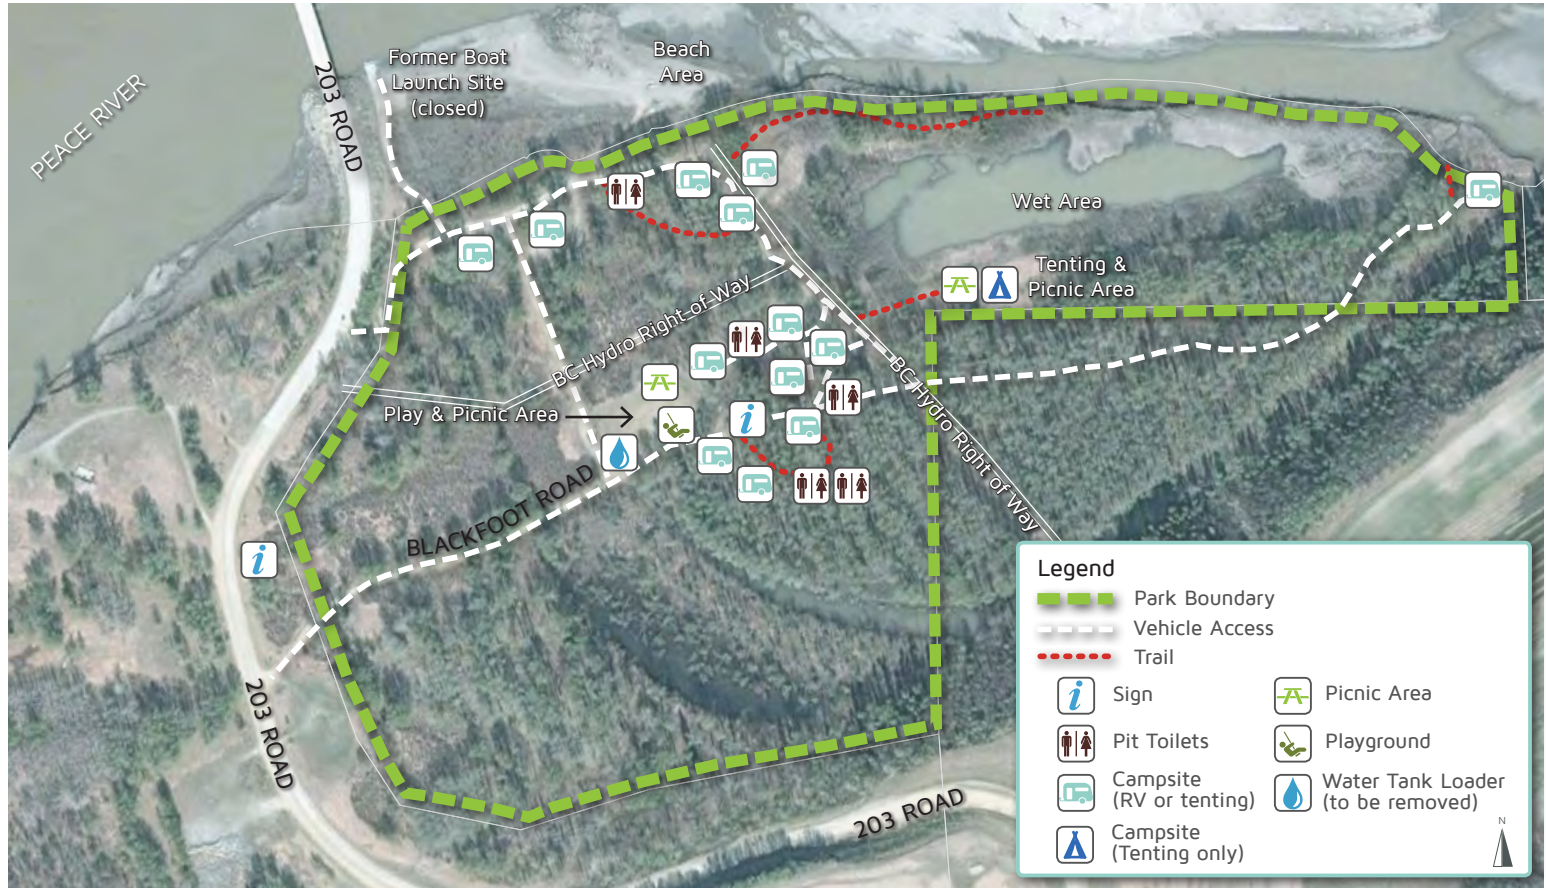 PEACE RIVER
203 ROAD
Former Boat
Launch Site
(closed)
Beach
Area
Wet Area
Tenting &
Picnic Area
BC Hydro Right of Way
Play & Picnic Area
BC Hydro Right of Way
BLACKFOOT ROAD
203 ROAD
203 ROAD
Legend
Park Boundary
Vehicle Access
Trail
Sign
Picnic Area
Pit Toilets
Playground
Campsite
(RV or tenting)
Water Tank Loader
(to be removed)
Campsite
(Tenting only)
N